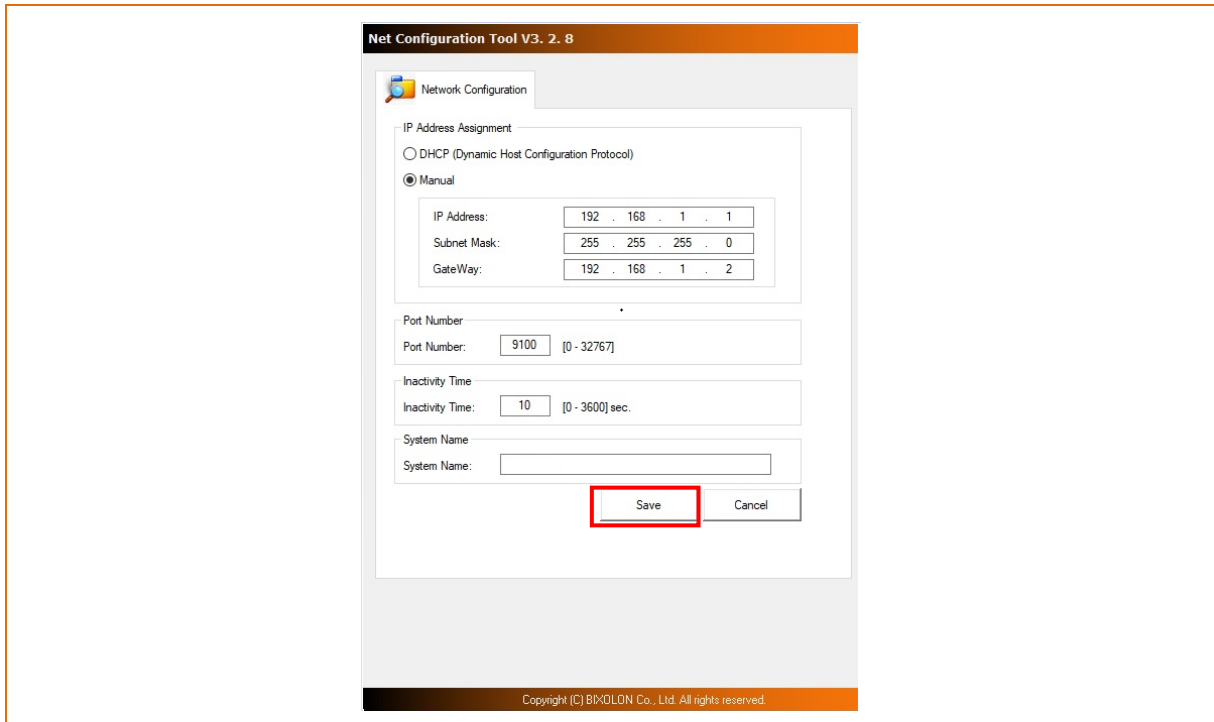 Net Configuration Tool V3. 2. 8
Network Configuration
IP Address Assignment
DHCP (Dynamic Host Configuration Protocol)
Manual
IP Address: 192 . 168 . 1 . 1
Subnet Mask: 255 . 255 . 255 . 0
GateWay: 192 . 168 . 1 . 2
Port Number
Port Number: 9100 [0 - 32767]
Inactivity Time
Inactivity Time: 10 [0 - 3600] sec.
System Name
System Name:
Save Cancel
Copyright (C) BIXOLON Co., Ltd. All rights reserved.